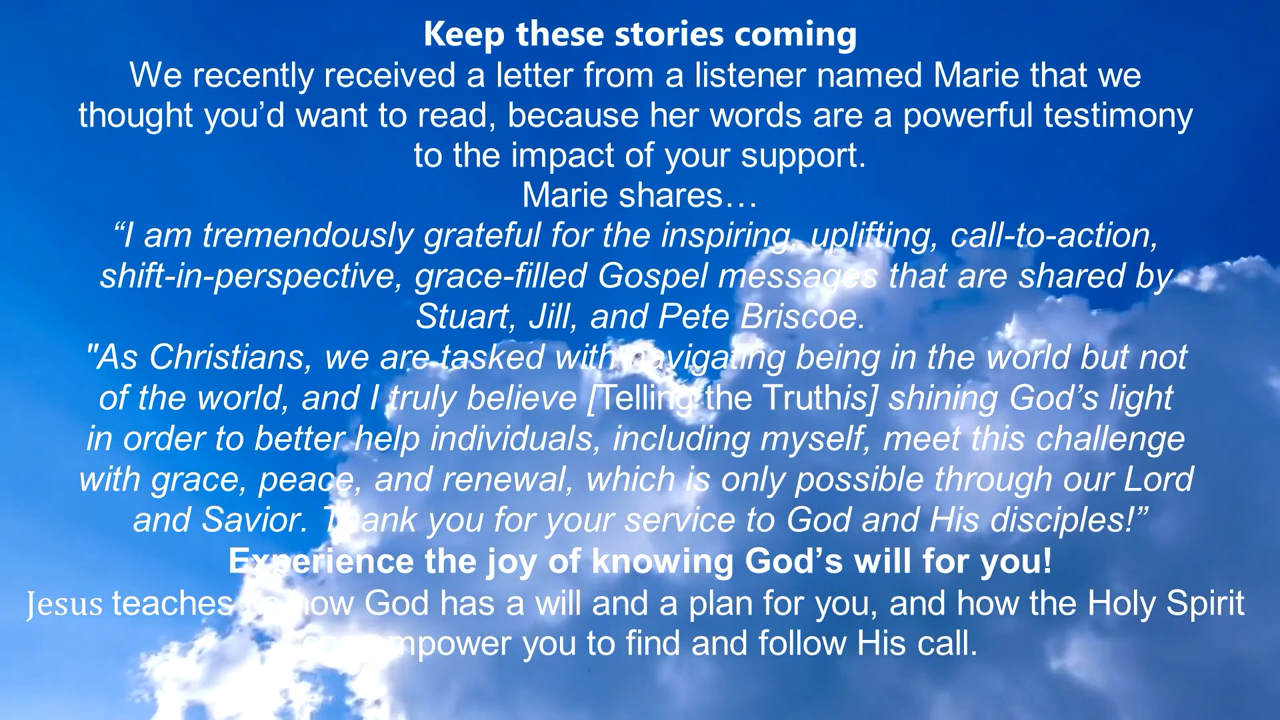 Keep these stories coming
We recently received a letter from a listener named Marie that we
thought you’d want to read, because her words are a powerful testimony
to the impact of your support.
Marie shares…
“I am tremendously grateful for the inspiring, uplifting, call-to-action,
shift-in-perspective, grace-filled Gospel messages that are shared by
Stuart, Jill, and Pete Briscoe.
"As Christians, we are tasked with navigating being in the world but not
of the world, and I truly believe [Telling the Truthis] shining God’s light
in order to better help individuals, including myself, meet this challenge
with grace, peace, and renewal, which is only possible through our Lord
and Savior. Thank you for your service to God and His disciples!”
Experience the joy of knowing God’s will for you!
Jesus teaches how God has a will and a plan for you, and how the Holy Spirit
empower you to find and follow His call.